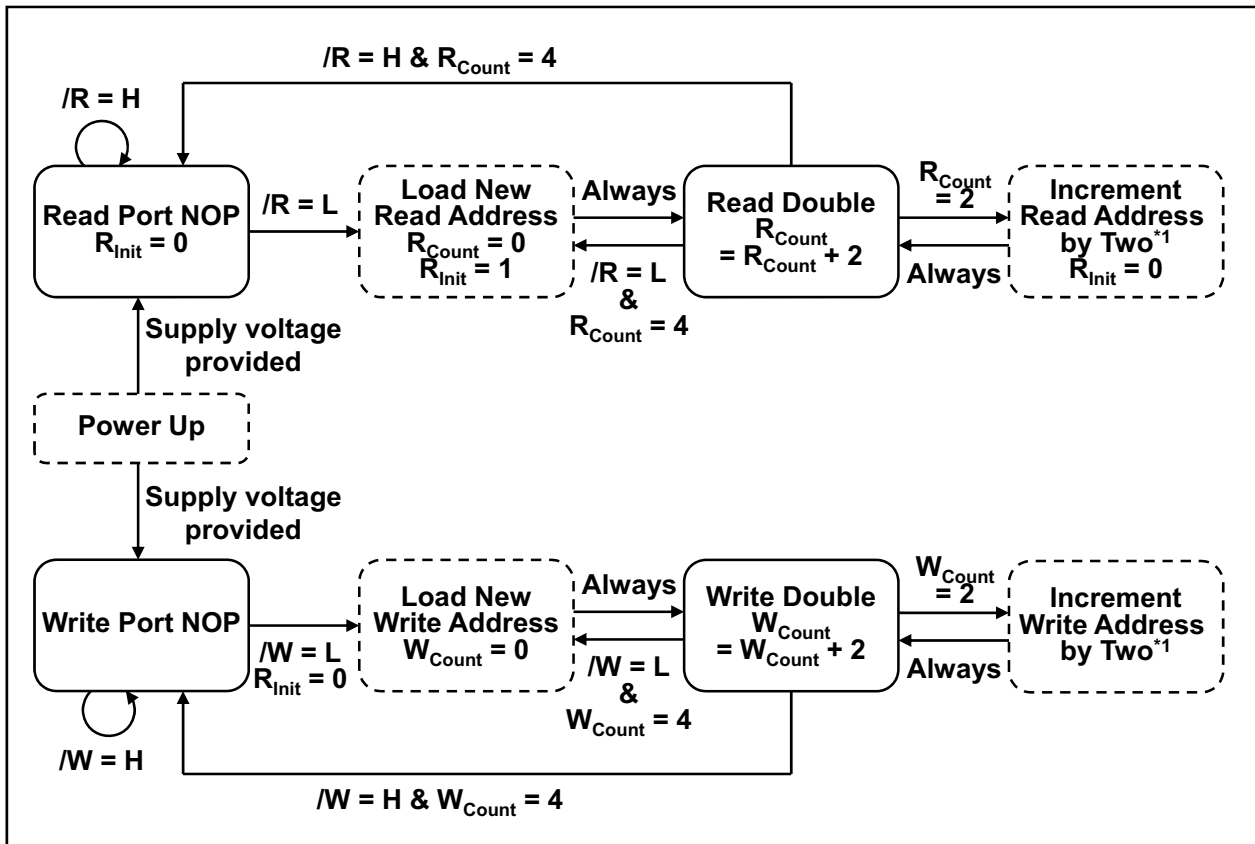 /R = H & R_Count = 4
/R = H
Read Port NOP
R_Init = 0
/R = L
Load New
Read Address
R_Count = 0
R_Init = 1
Always
/R = L
&
R_Count = 4
Read Double
R_Count
= R_Count + 2
R_Count
= 2
Always
Increment
Read Address
by Two*1
R_Init = 0
Supply voltage
provided
Power Up
Supply voltage
provided
Write Port NOP
/W = H
/W = L
R_Init = 0
Load New
Write Address
W_Count = 0
Always
/W = L
&
W_Count = 4
Write Double
W_Count
= W_Count + 2
W_Count
= 2
Always
Increment
Write Address
by Two*1
/W = H & W_Count = 4